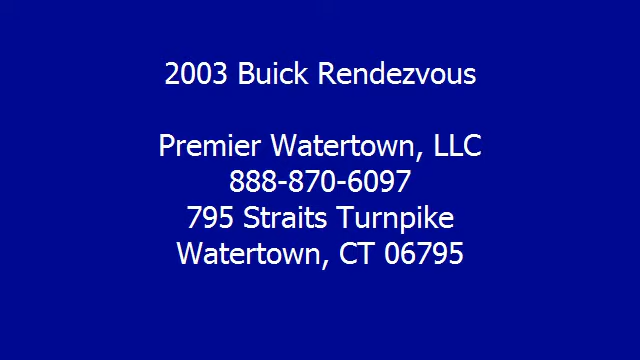 2003 Buick Rendezvous
Premier Watertown, LLC
888-870-6097
795 Straits Turnpike
Watertown, CT 06795